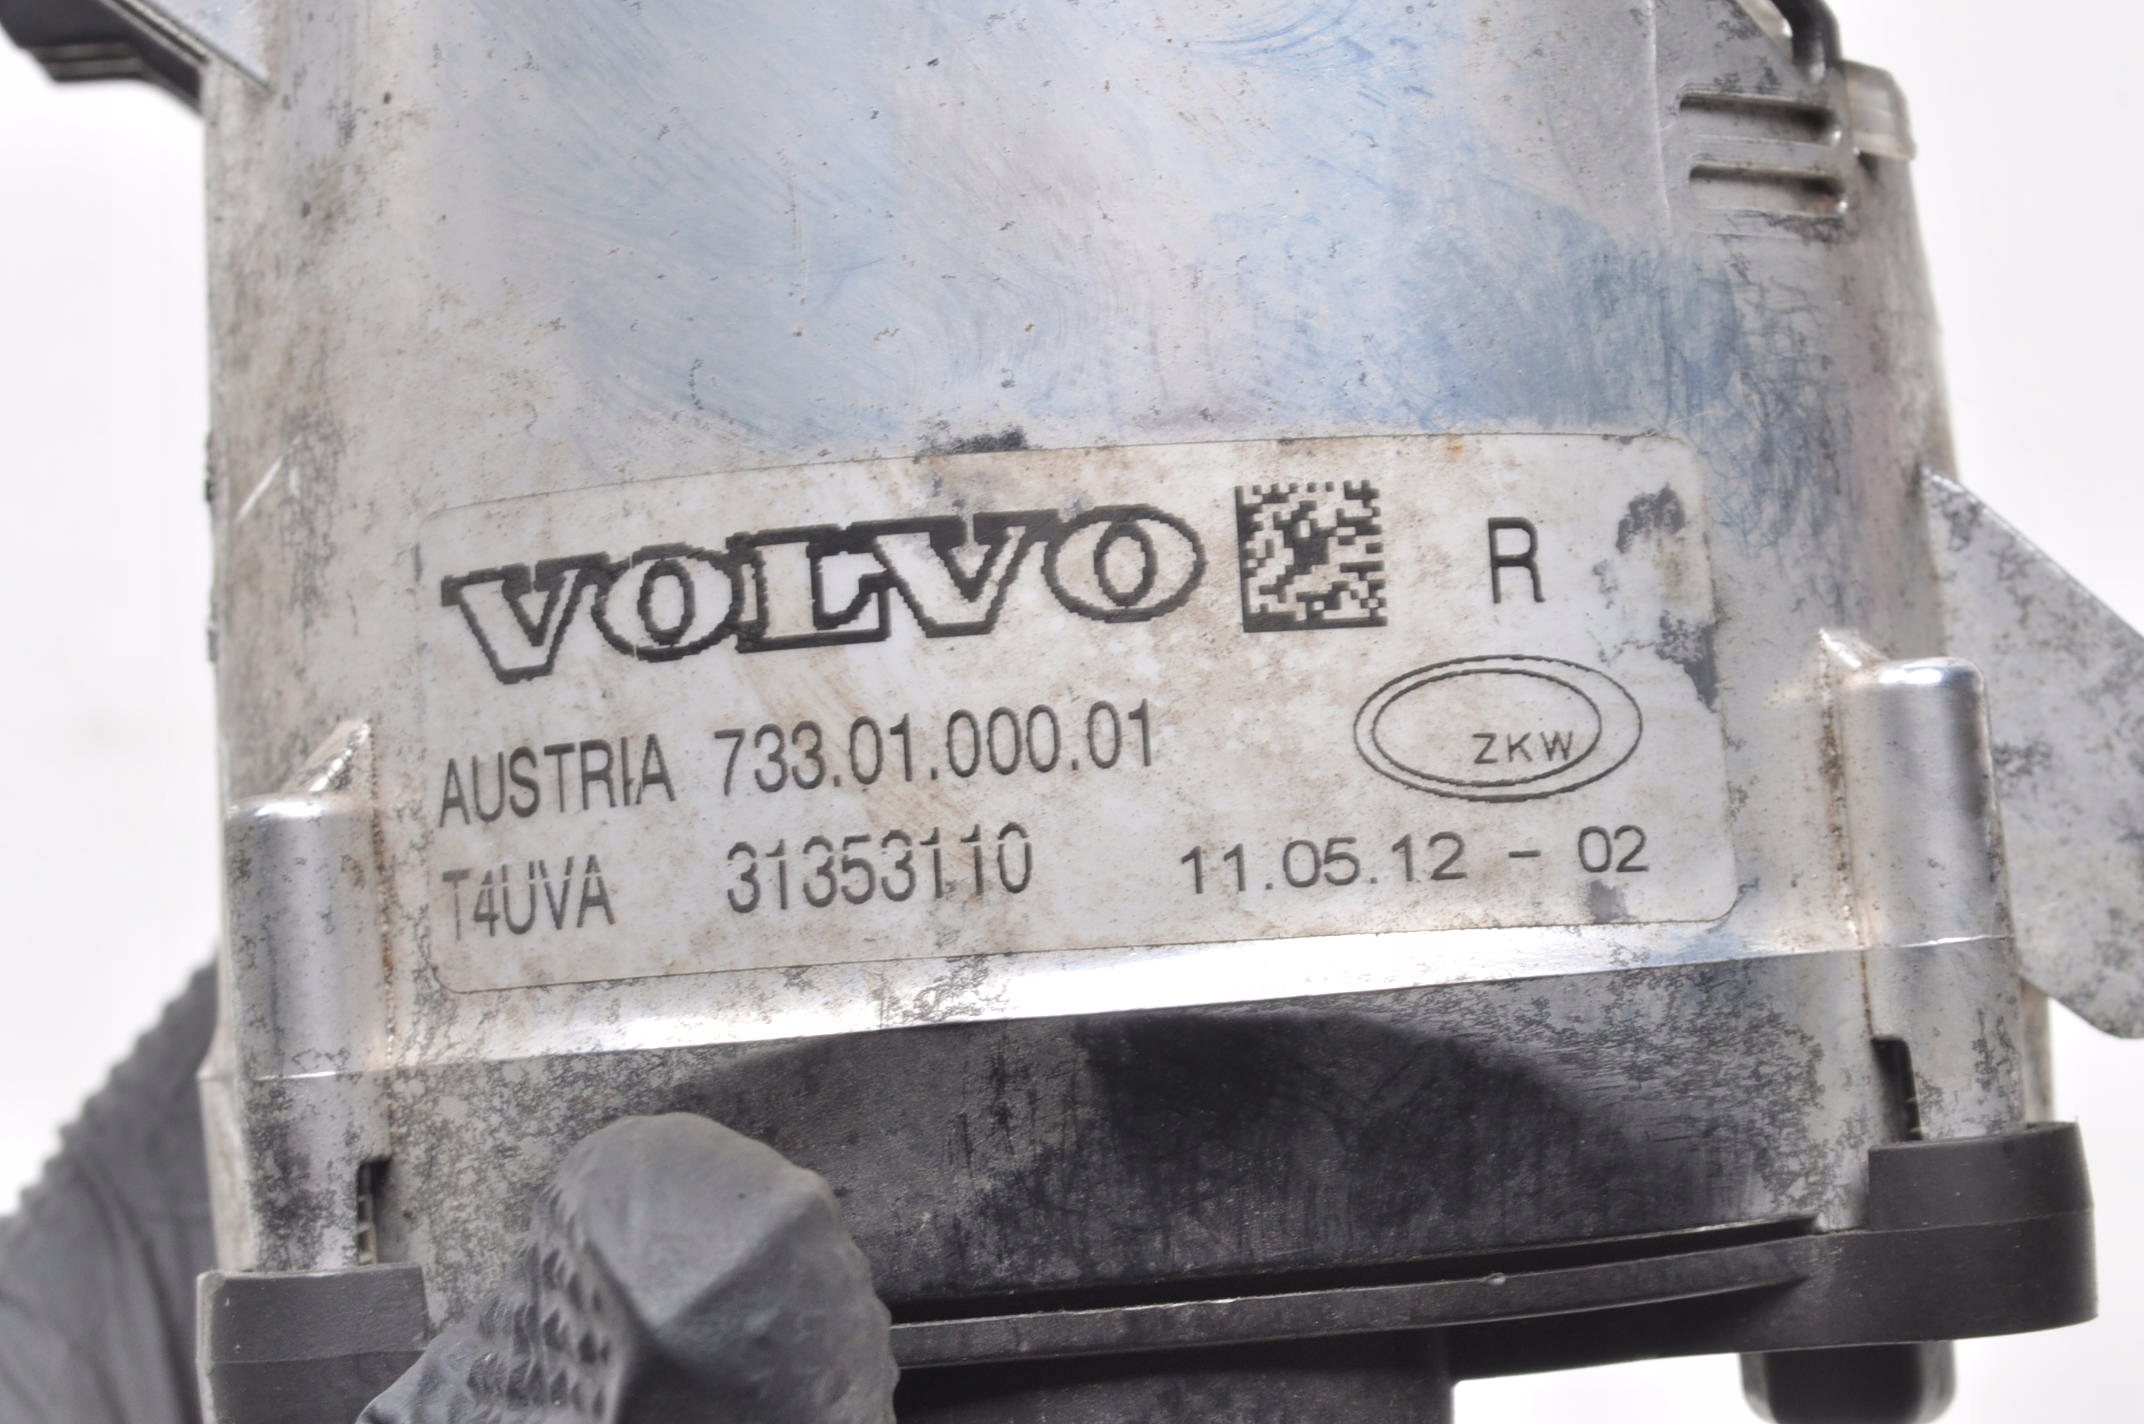 VOLVO R
ZKW
AUSTRIA 733.01.000.01
T4UVA 31353110 11.05.12 - 02